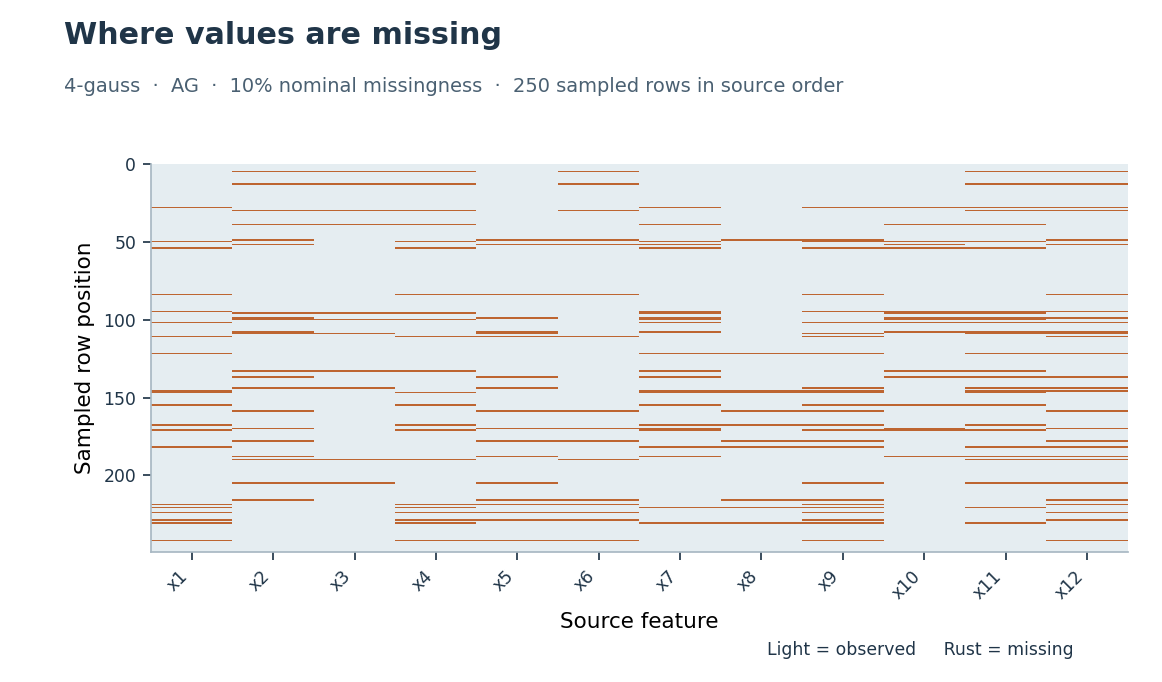 Where values are missing
4-gauss · AG · 10% nominal missingness · 250 sampled rows in source order
0
50
100
150
200
Sampled row position
x1 x2 x3 x4 x5 x6 x7 x8 x9 x10 x11 x12
Source feature
Light = observed Rust = missing